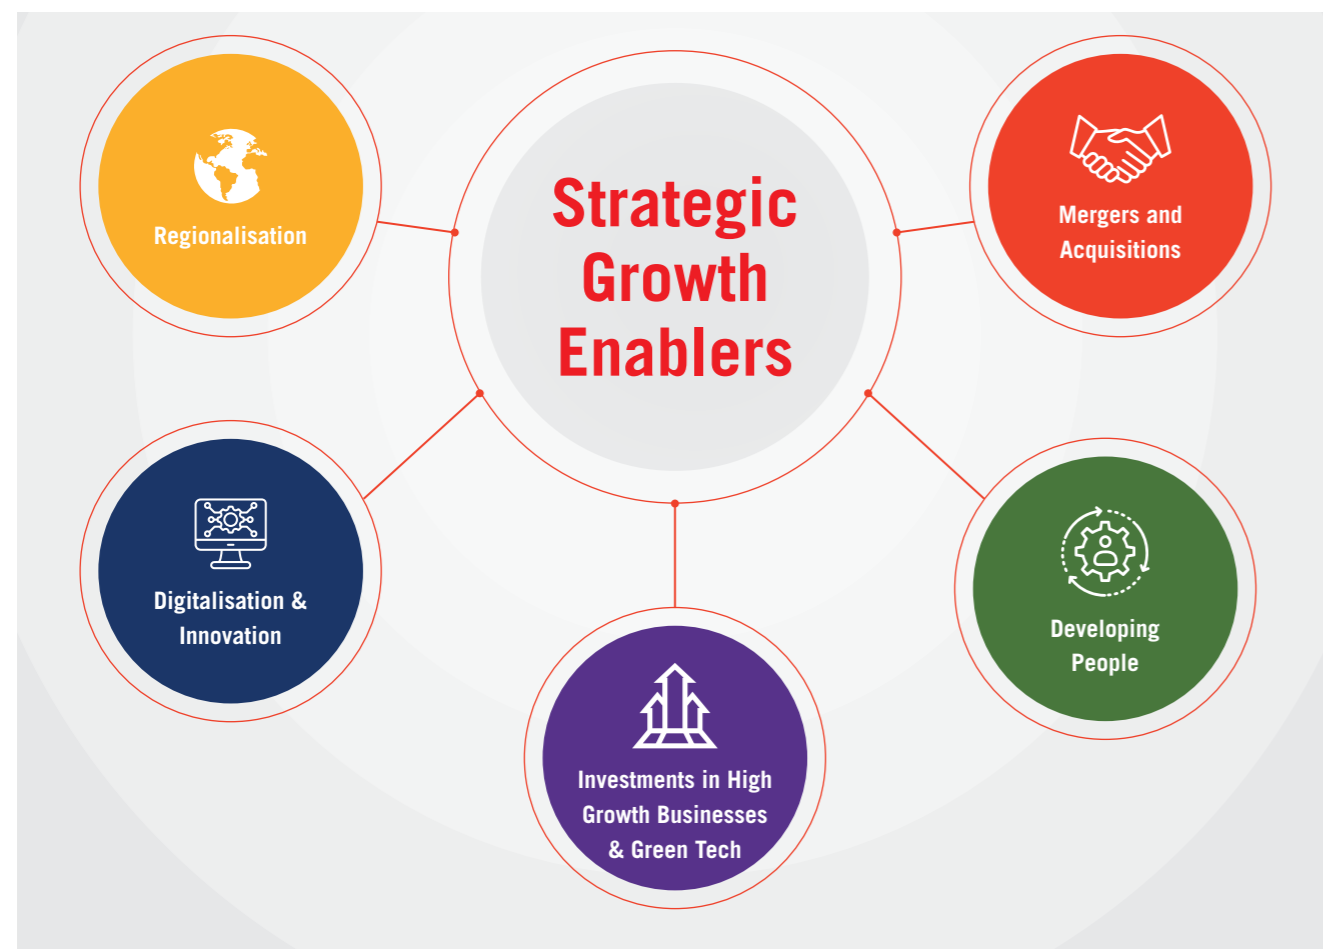 Strategic
Growth
Enablers
Regionalisation
Mergers and
Acquisitions
Digitalisation &
Innovation
Developing
People
Investments in High
Growth Businesses
& Green Tech